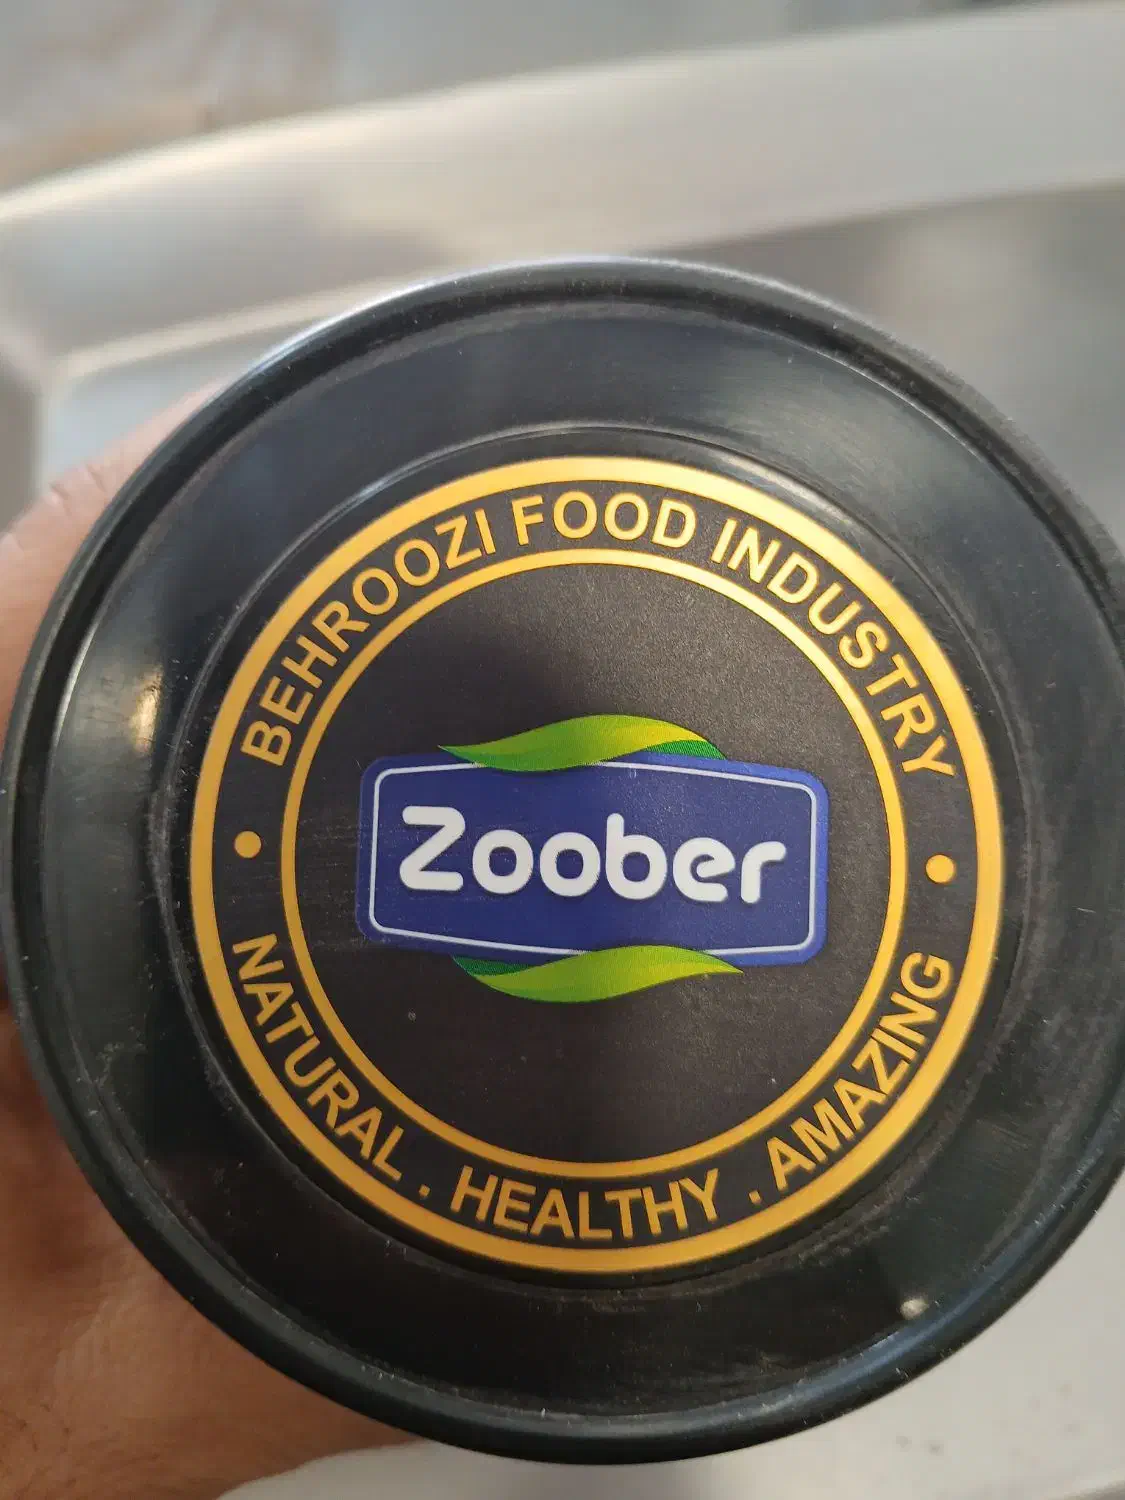 BEHROOZI FOOD INDUSTRY
Zoober
NATURAL . HEALTHY . AMAZING